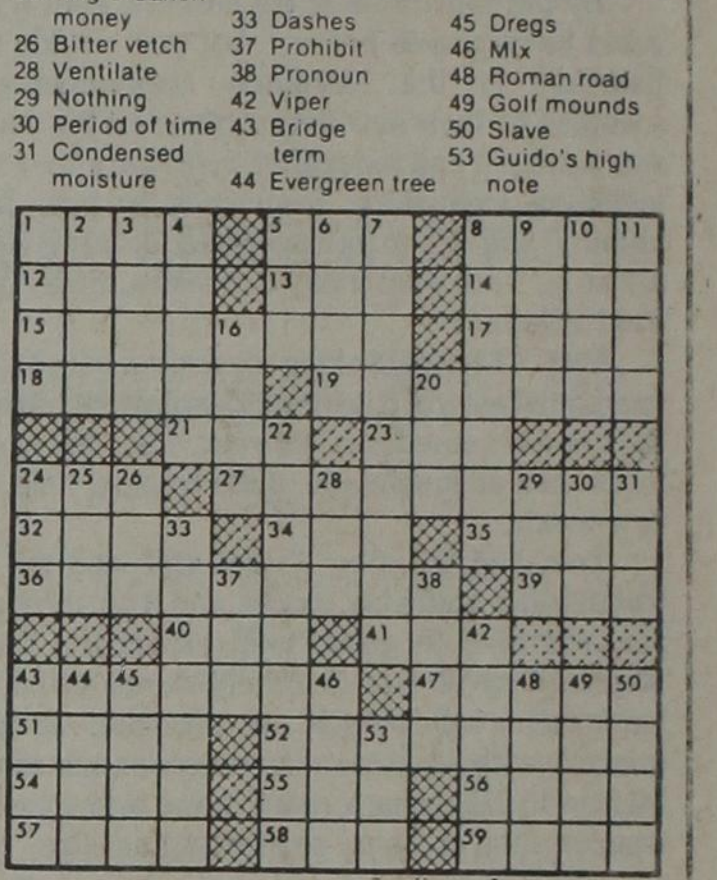 money
26 Bitter vetch
28 Ventilate
29 Nothing
30 Period of time
31 Condensed
moisture
33 Dashes
37 Prohibit
38 Pronoun
42 Viper
43 Bridge
term
44 Evergreen tree
45 Dregs
46 Mix
48 Roman road
49 Golf mounds
50 Slave
53 Guido's high
note
1 2 3 4 5 6 7 8 9 10 11
12 13 14
15 16 17
18 19 20
21 22 23
24 25 26 27 28 29 30 31
32 33 34 35
36 37 38 39
40 41 42
43 44 45 46 47 48 49 50
51 52 53
54 55 56
57 58 59